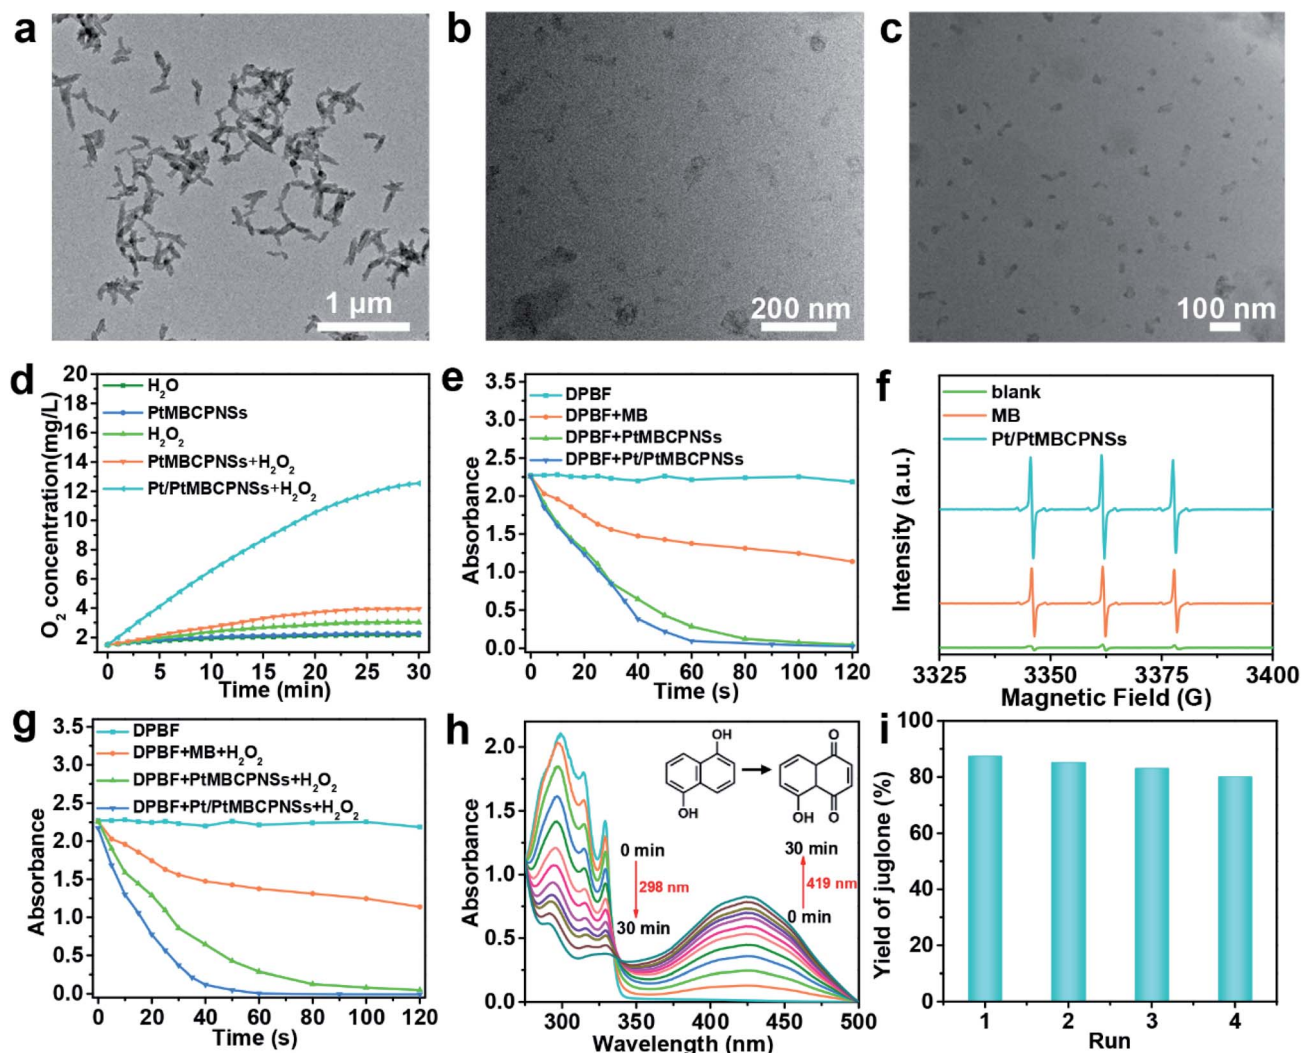 a
1 μm
b
200 nm
c
100 nm
d
O₂ concentration(mg/L)
20
18
16
14
12
10
8
6
4
2
H₂O
PtMBCPNSs
H₂O₂
PtMBCPNSs+H₂O₂
Pt/PtMBCPNSs+H₂O₂
0 5 10 15 20 25 30
Time (min)
e
Absorbance
3.5
3.0
2.5
2.0
1.5
1.0
0.5
0.0
DPBF
DPBF+MB
DPBF+PtMBCPNSs
DPBF+Pt/PtMBCPNSs
0 20 40 60 80 100 120
Time (s)
f
Intensity (a.u.)
blank
MB
Pt/PtMBCPNSs
3325 3350 3375 3400
Magnetic Field (G)
g
Absorbance
3.5
3.0
2.5
2.0
1.5
1.0
0.5
0.0
DPBF
DPBF+MB+H₂O₂
DPBF+PtMBCPNSs+H₂O₂
DPBF+Pt/PtMBCPNSs+H₂O₂
0 20 40 60 80 100 120
Time (s)
h
Absorbance
2.0
1.5
1.0
0.5
0.0
OH
OH
O
OH
O
0 min
298 nm
30 min
30 min
419 nm
0 min
300 350 400 450 500
Wavelength (nm)
i
Yield of juglone (%)
100
80
60
40
20
0
1 2 3 4
Run